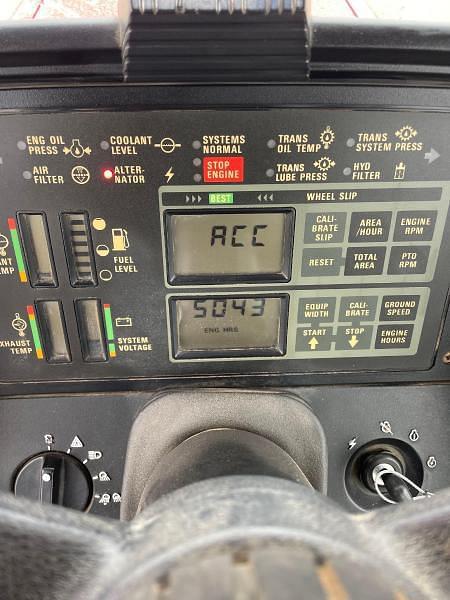 ENG OIL
PRESS
COOLANT
LEVEL
SYSTEMS
NORMAL
TRANS
OIL TEMP
TRANS
SYSTEM PRESS
AIR
FILTER
ALTER-
NATOR
STOP
ENGINE
TRANS
LUBE PRESS
HYD
FILTER
BEST
WHEEL SLIP
ACC
CALI-
BRATE
SLIP
AREA
/HOUR
ENGINE
RPM
RESET
TOTAL
AREA
PTO
RPM
TEMP
FUEL
LEVEL
5043
ENG HRS
EQUIP
WIDTH
CALI-
BRATE
GROUND
SPEED
START
STOP
ENGINE
HOURS
EXHAUST
TEMP
SYSTEM
VOLTAGE